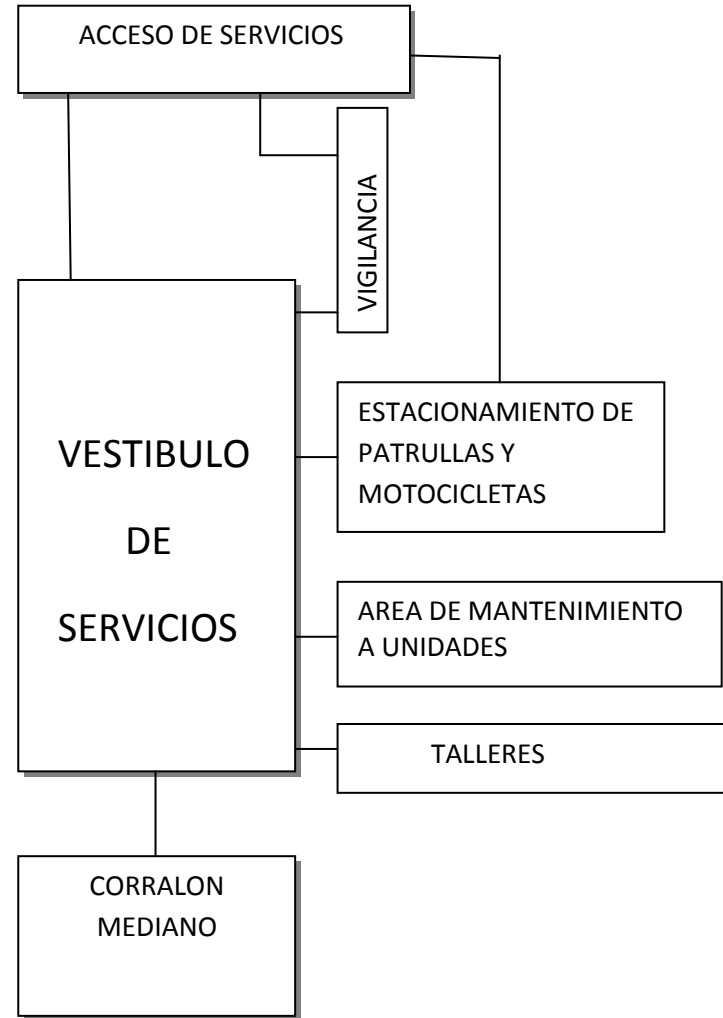 ACCESO DE SERVICIOS
VIGILANCIA
VESTIBULO
DE
SERVICIOS
ESTACIONAMIENTO DE
PATRULLAS Y
MOTOCICLETAS
AREA DE MANTENIMIENTO
A UNIDADES
TALLERES
CORRALON
MEDIANO